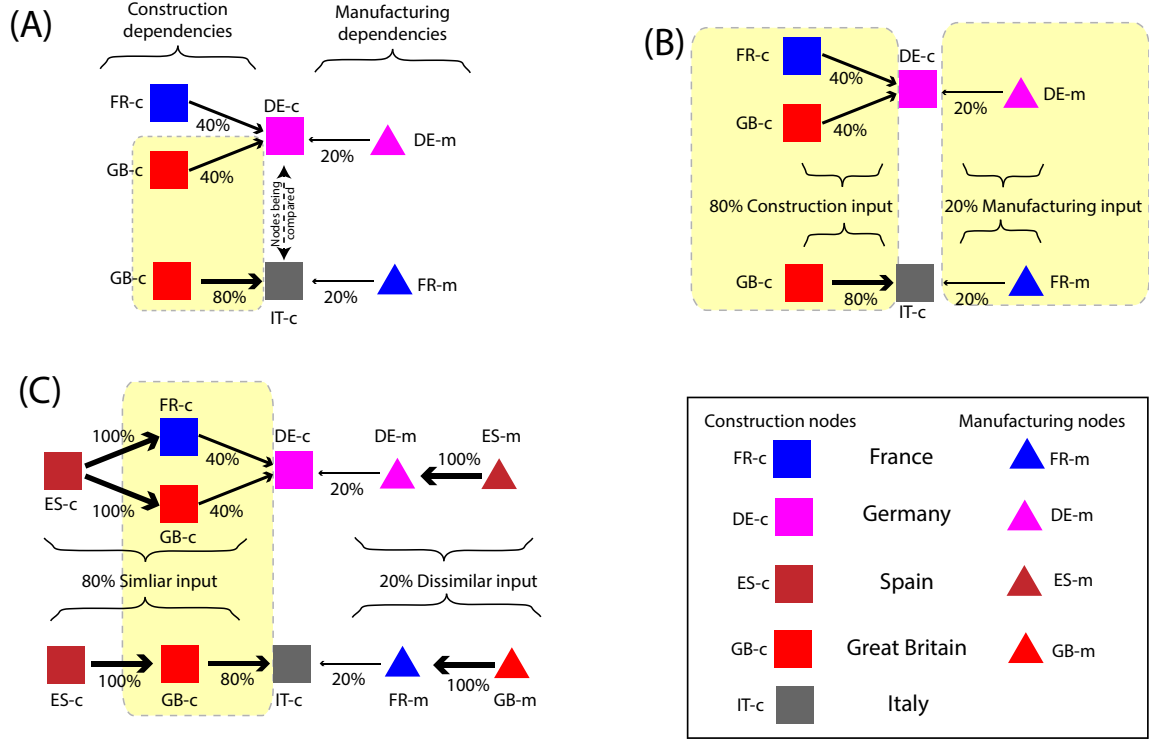 (A)
Construction
dependencies
Manufacturing
dependencies
FR-c
40%
DE-c
GB-c
40%
20%
DE-m
Nodes being
compared
GB-c
80%
20%
FR-m
IT-c
(B)
FR-c
DE-c
40%
GB-c
40%
20%
DE-m
80% Construction input
20% Manufacturing input
GB-c
80%
20%
FR-m
IT-c
(C)
FR-c
100%
DE-c
DE-m
ES-m
40%
100%
20%
ES-c
100%
40%
GB-c
80% Simliar input
20% Dissimilar input
100%
80%
20%
100%
ES-c
GB-c
IT-c
FR-m
GB-m
Construction nodes
Manufacturing nodes
FR-c France FR-m
DE-c Germany DE-m
ES-c Spain ES-m
GB-c Great Britain GB-m
IT-c Italy